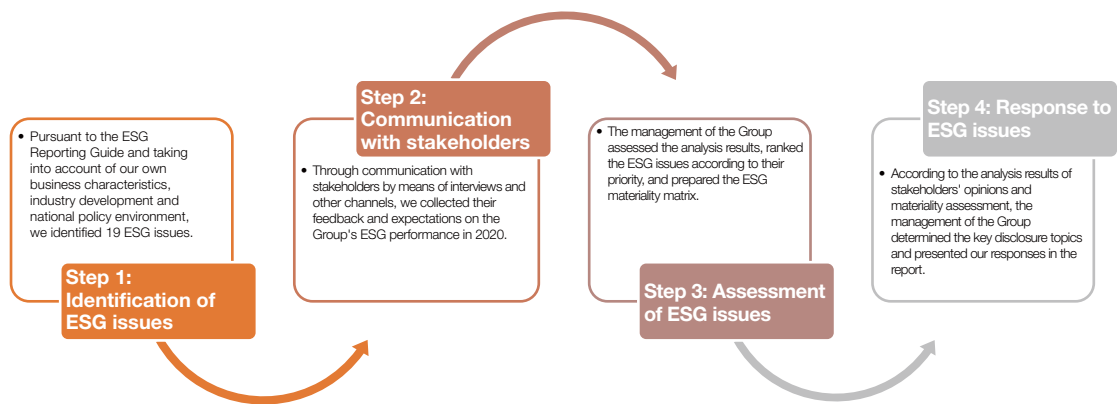 • Pursuant to the ESG
Reporting Guide and taking
into account of our own
business characteristics,
industry development and
national policy environment,
we identified 19 ESG issues.
Step 1:
Identification of
ESG issues
Step 2:
Communication
with stakeholders
• Through communication with
stakeholders by means of interviews and
other channels, we collected their
feedback and expectations on the
Group's ESG performance in 2020.
• The management of the Group
assessed the analysis results, ranked
the ESG issues according to their
priority, and prepared the ESG
materiality matrix.
Step 3: Assessment
of ESG issues
Step 4: Response to
ESG issues
• According to the analysis results of
stakeholders' opinions and
materiality assessment, the
management of the Group
determined the key disclosure topics
and presented our responses in the
report.